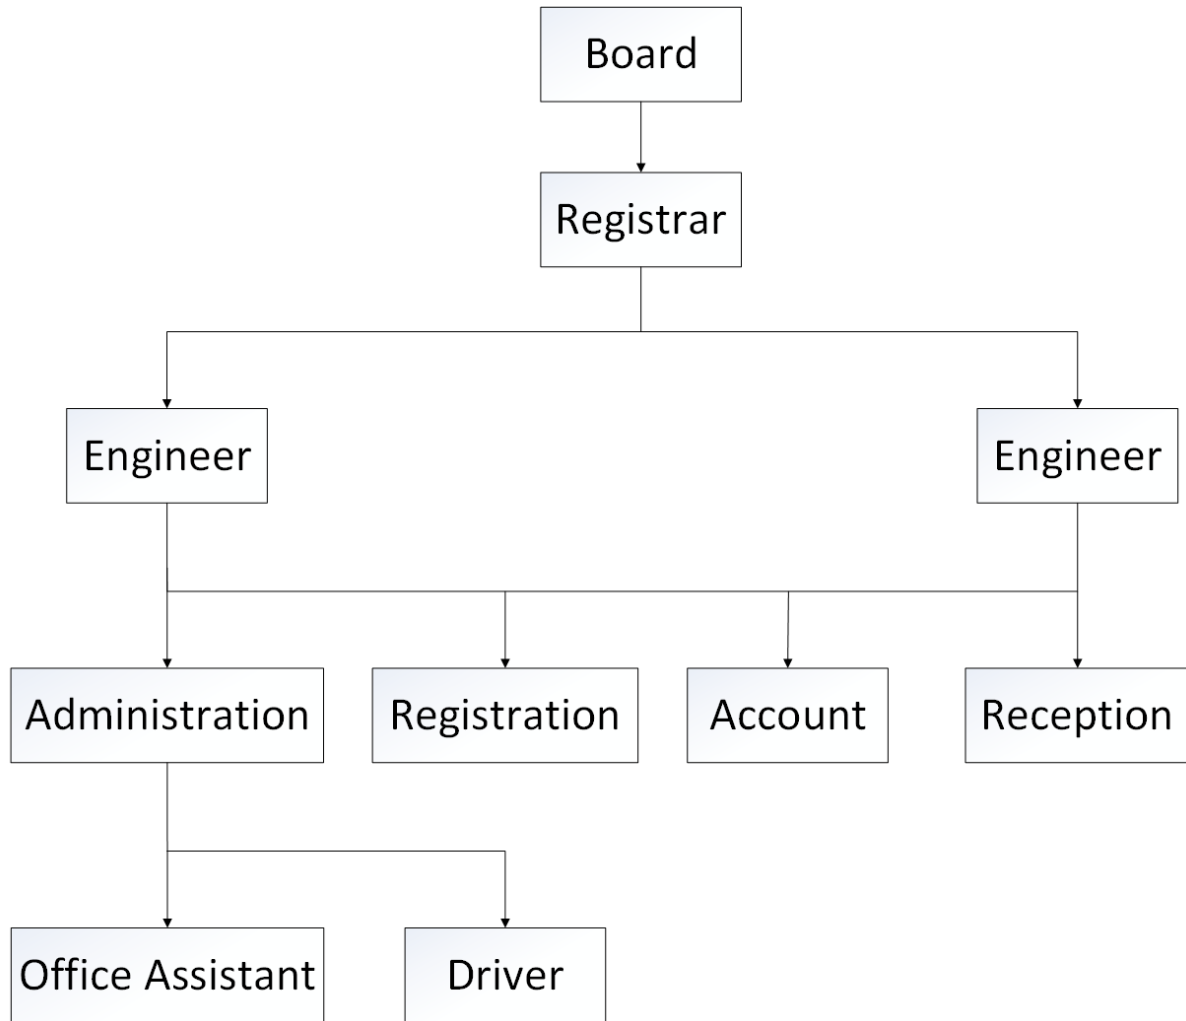 Board
Registrar
Engineer
Engineer
Administration
Registration
Account
Reception
Office Assistant
Driver